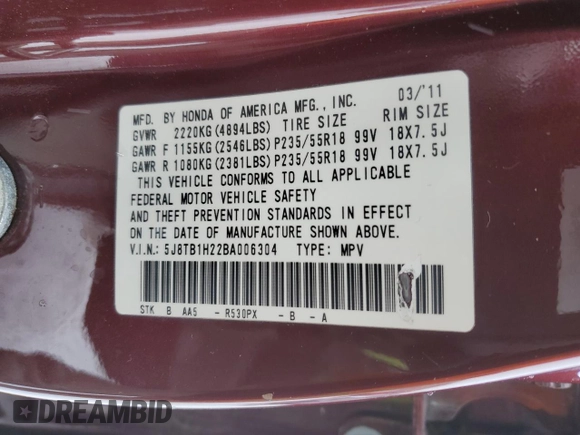 MFD. BY HONDA OF AMERICA MFG., INC. 03/'11
GVWR 2220KG(4894LBS) TIRE SIZE RIM SIZE
GAWR F 1155KG(2546LBS)P235/55R18 99V 18X7.5J
GAWR R 1080KG(2381LBS)P235/55R18 99V 18X7.5J
THIS VEHICLE CONFORMS TO ALL APPLICABLE
FEDERAL MOTOR VEHICLE SAFETY
AND THEFT PREVENTION STANDARDS IN EFFECT
ON THE DATE OF MANUFACTURE SHOWN ABOVE.
V.I.N.: 5J8TB1H22BA006304 TYPE: MPV
STK B AA5 - R530PX - B - A
DREAMBID